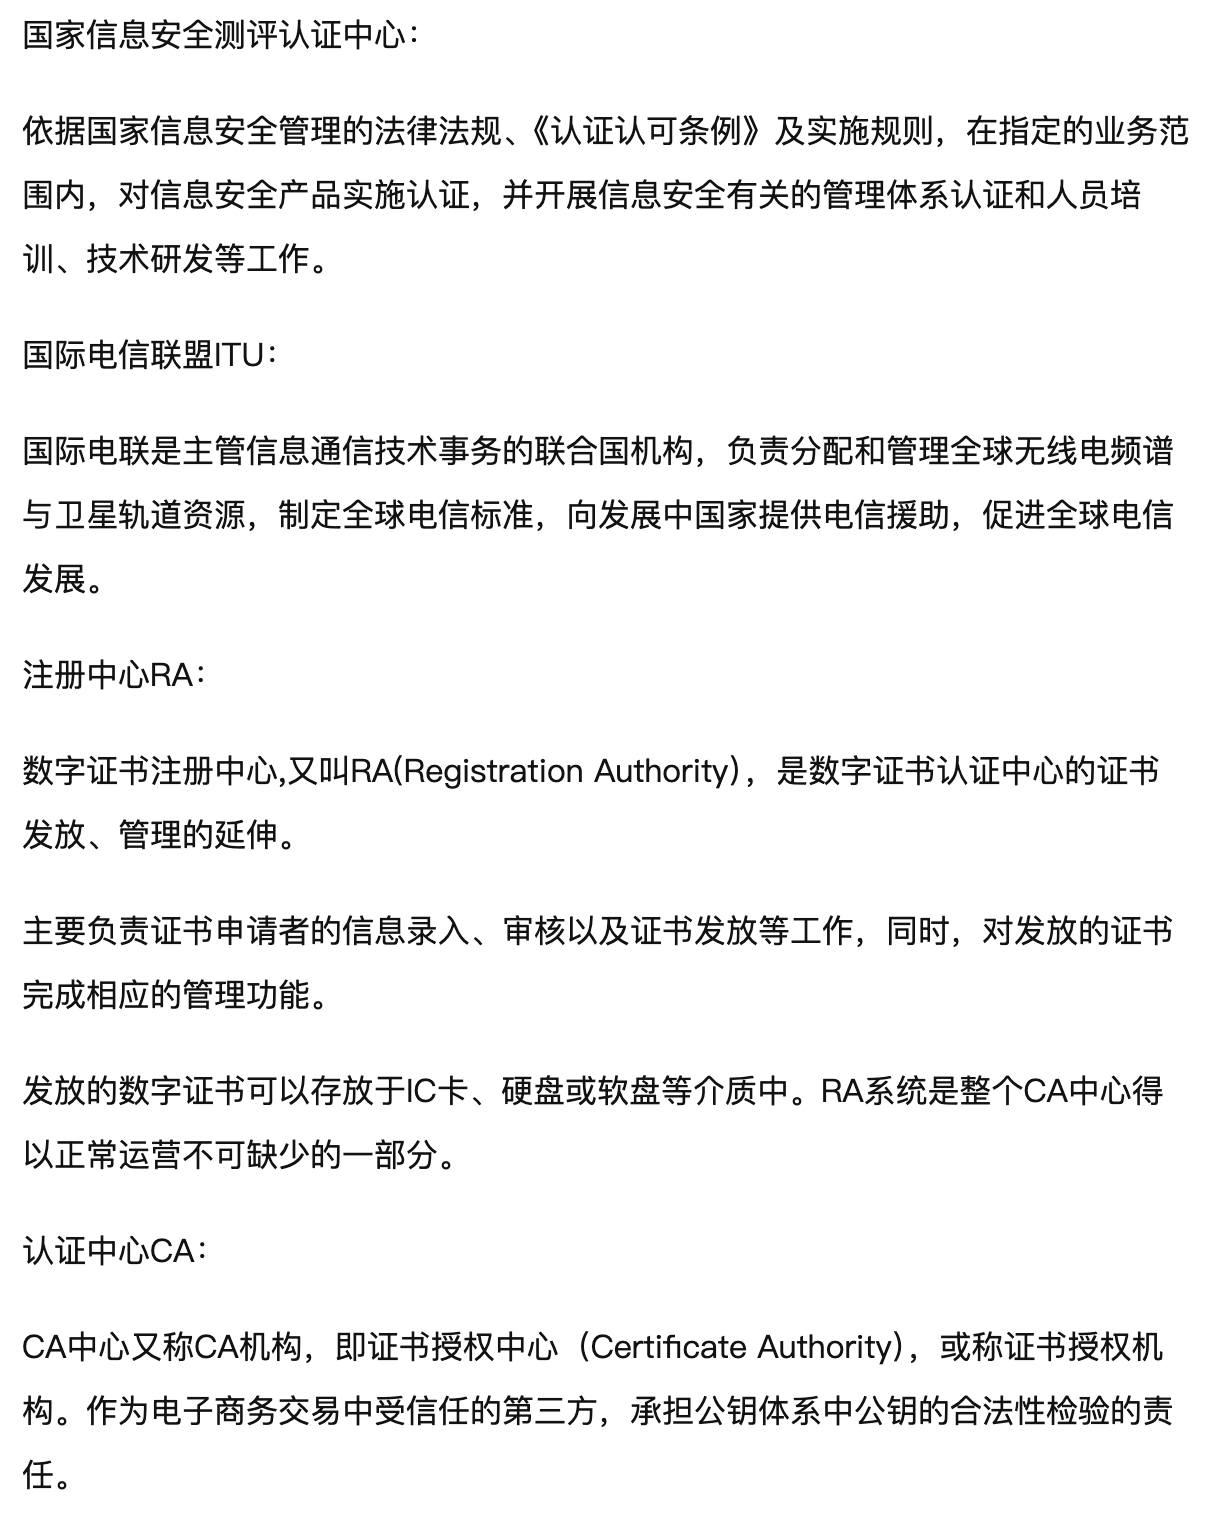 国家信息安全测评认证中心：
依据国家信息安全管理的法律法规、《认证认可条例》及实施规则，在指定的业务范
围内，对信息安全产品实施认证，并开展信息安全有关的管理体系认证和人员培
训、技术研发等工作。
国际电信联盟ITU：
国际电联是主管信息通信技术事务的联合国机构，负责分配和管理全球无线电频谱
与卫星轨道资源，制定全球电信标准，向发展中国家提供电信援助，促进全球电信
发展。
注册中心RA：
数字证书注册中心,又叫RA(Registration Authority)，是数字证书认证中心的证书
发放、管理的延伸。
主要负责证书申请者的信息录入、审核以及证书发放等工作，同时，对发放的证书
完成相应的管理功能。
发放的数字证书可以存放于IC卡、硬盘或软盘等介质中。RA系统是整个CA中心得
以正常运营不可缺少的一部分。
认证中心CA：
CA中心又称CA机构，即证书授权中心（Certificate Authority)，或称证书授权机
构。作为电子商务交易中受信任的第三方，承担公钥体系中公钥的合法性检验的责
任。